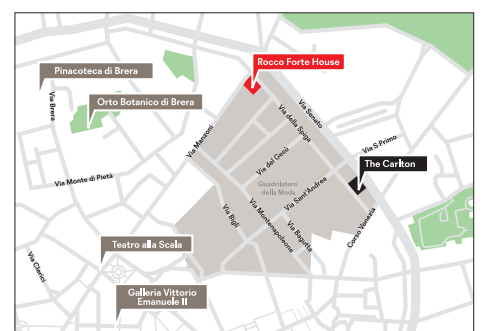 Rocco Forte House
Pinacoteca di Brera
Orto Botanico di Brera
Via Brera
Via Senato
Via della Spiga
Via Manzoni
Via S Primo
The Carlton
Via del Gesù
Via Monte di Pietà
Quadrilatero
della Moda
Via Sant'Andrea
Via Bigli
Via Montenapoleone
Via Bagutta
Corso Venezia
Teatro alla Scala
Via Clerici
Galleria Vittorio
Emanuele II